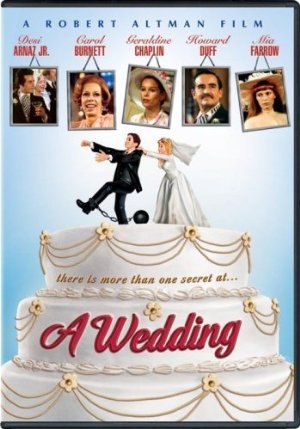 A ROBERT ALTMAN FILM
Desi ARNAZ JR.
Carol BURNETT
Geraldine CHAPLIN
Howard DUFF
Mia FARROW
there is more than one secret at...
A Wedding